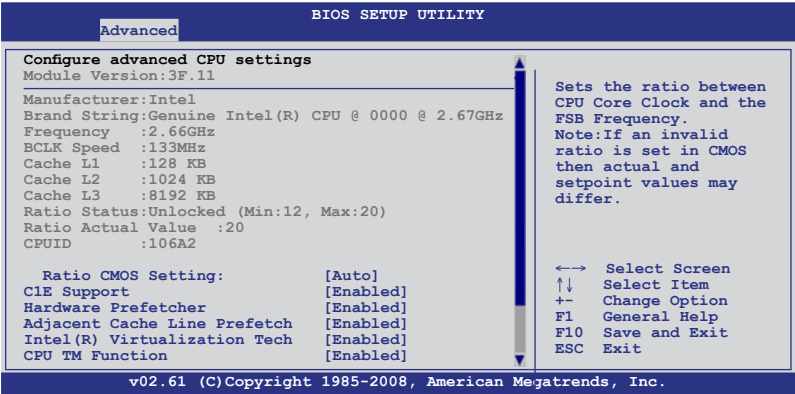 BIOS SETUP UTILITY
Advanced
Configure advanced CPU settings
Module Version:3F.11
Manufacturer:Intel
Brand String:Genuine Intel(R) CPU @ 0000 @ 2.67GHz
Frequency :2.66GHz
BCLK Speed :133MHz
Cache L1 :128 KB
Cache L2 :1024 KB
Cache L3 :8192 KB
Ratio Status:Unlocked (Min:12, Max:20)
Ratio Actual Value :20
CPUID :106A2
Ratio CMOS Setting: [Auto]
C1E Support [Enabled]
Hardware Prefetcher [Enabled]
Adjacent Cache Line Prefetch [Enabled]
Intel(R) Virtualization Tech [Enabled]
CPU TM Function [Enabled]
Sets the ratio between
CPU Core Clock and the
FSB Frequency.
Note:If an invalid
ratio is set in CMOS
then actual and
setpoint values may
differ.
←→ Select Screen
↑↓ Select Item
+- Change Option
F1 General Help
F10 Save and Exit
ESC Exit
v02.61 (C)Copyright 1985-2008, American Megatrends, Inc.